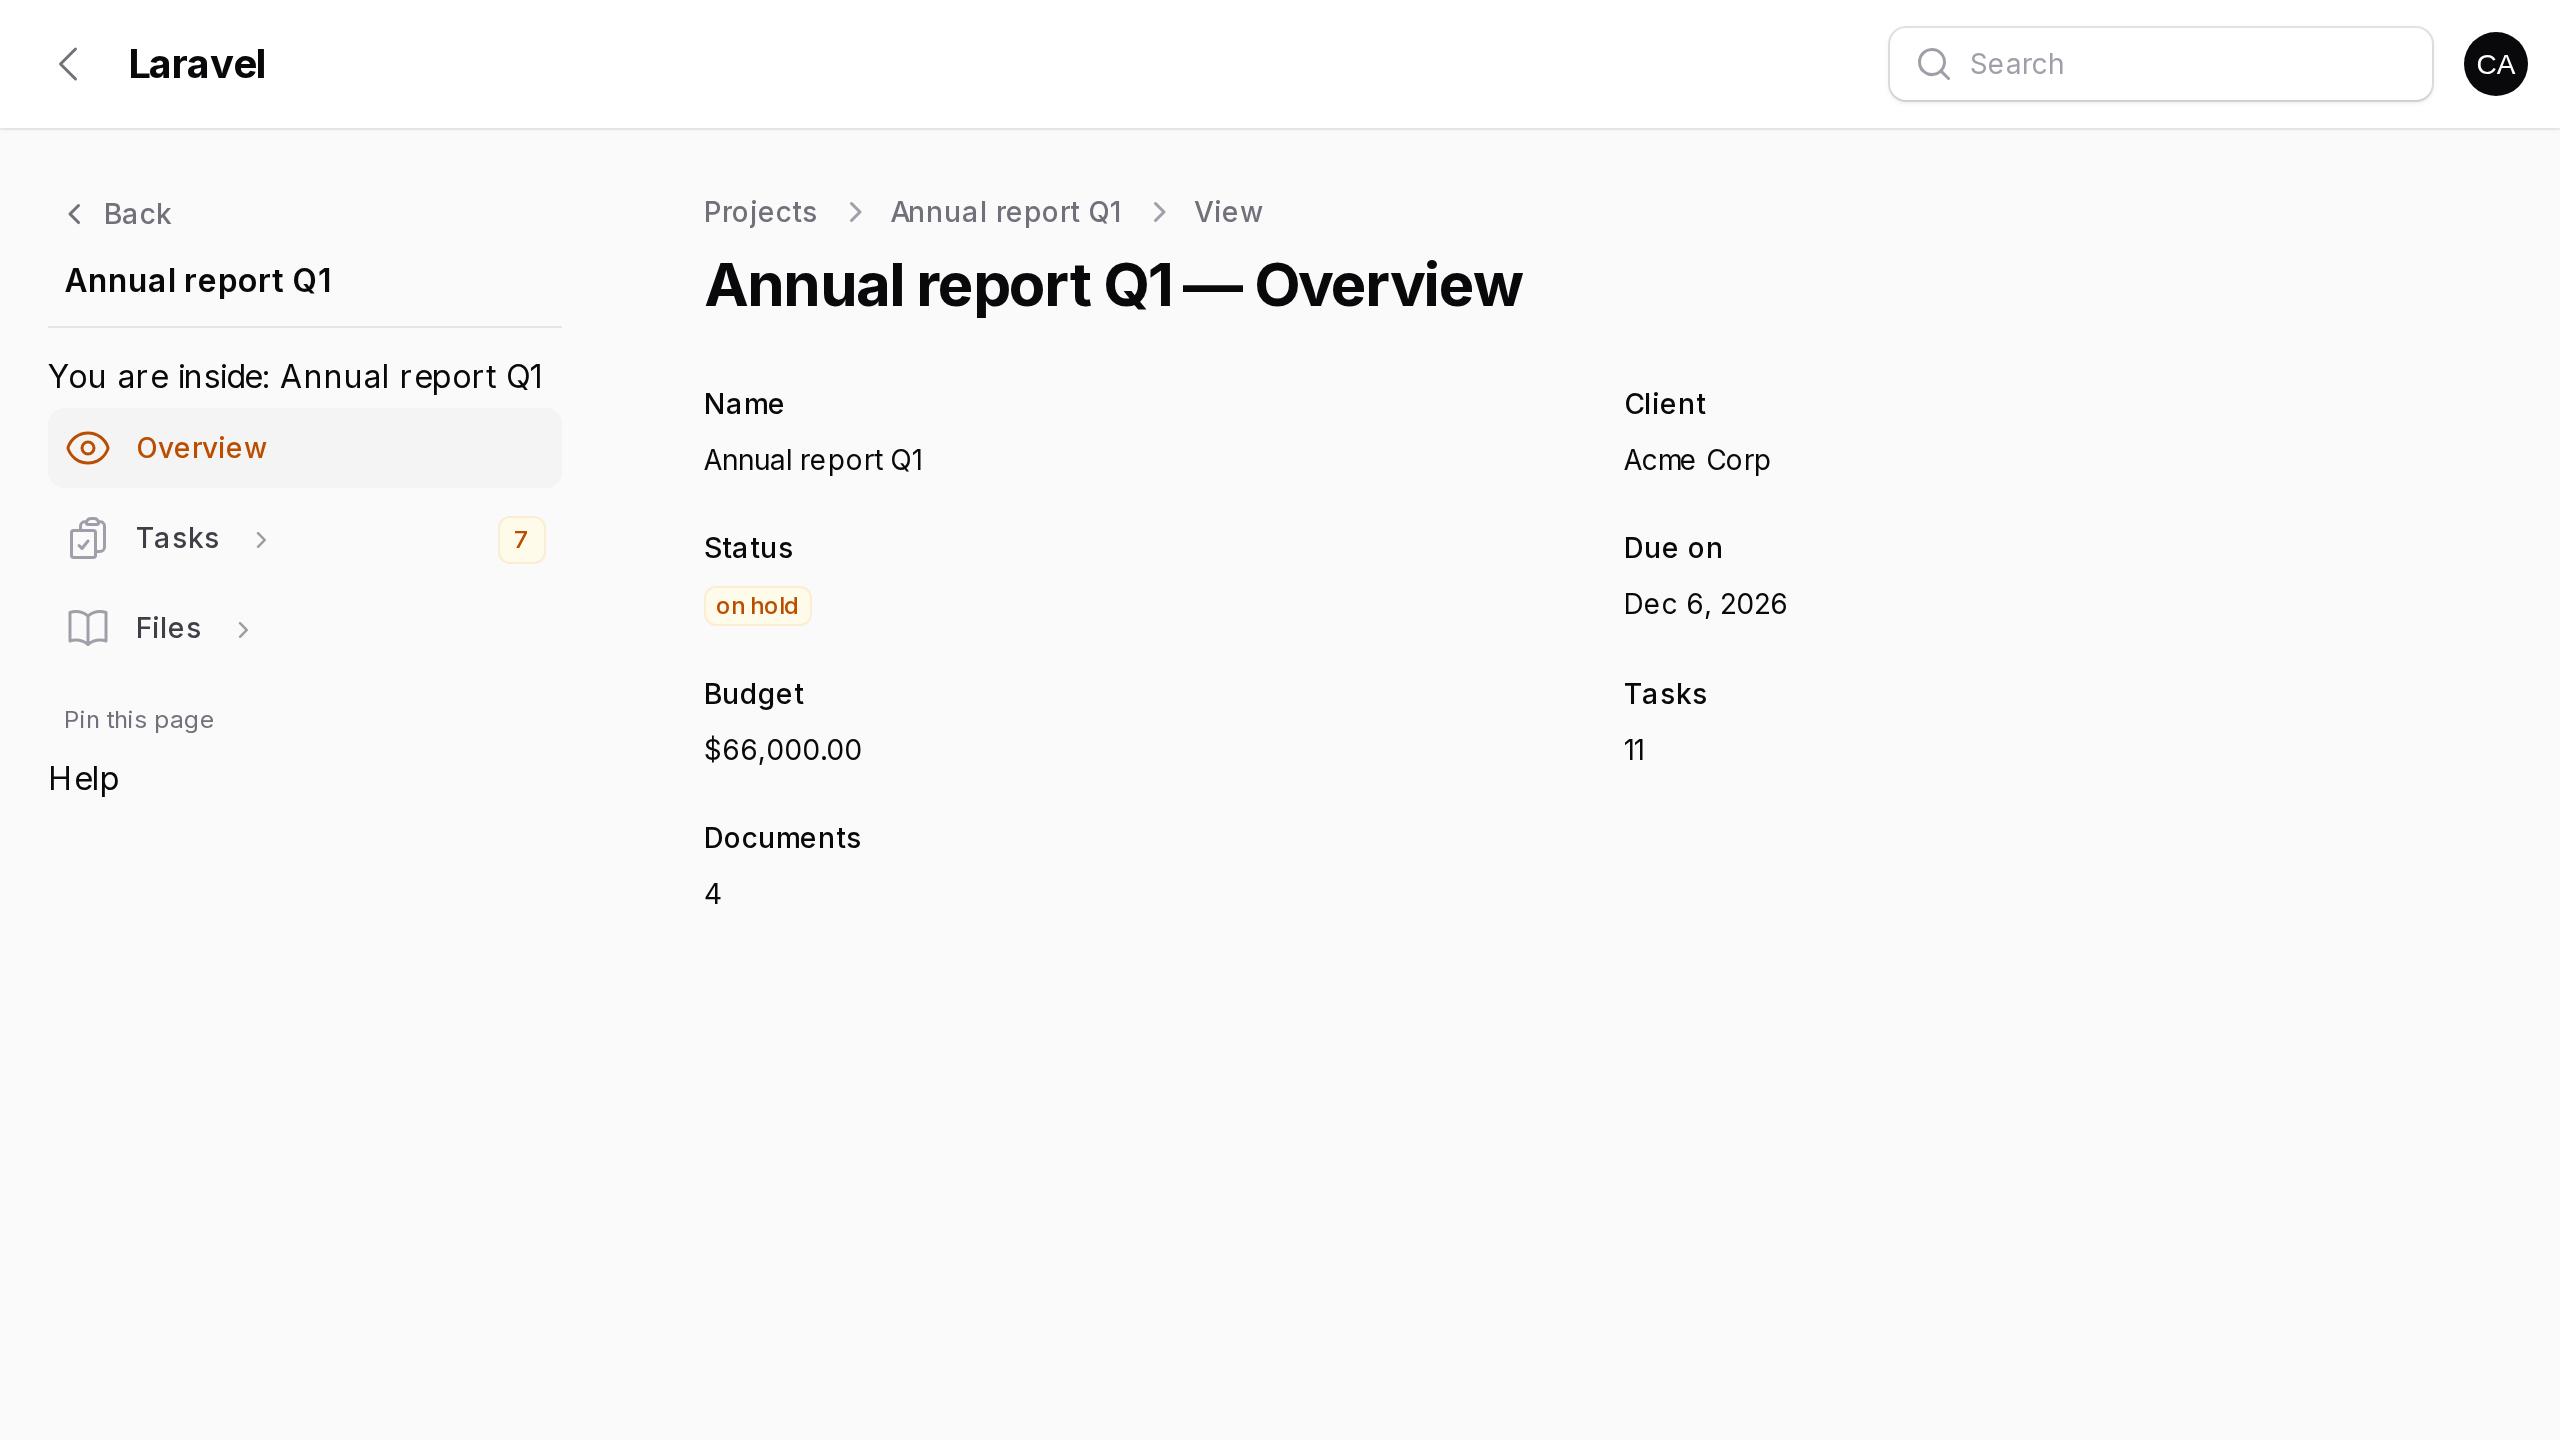 Laravel
Search
CA
Back
Annual report Q1
You are inside: Annual report Q1
Overview
Tasks
7
Files
Pin this page
Help
Projects
Annual report Q1
View
Annual report Q1 — Overview
Name
Annual report Q1
Client
Acme Corp
Status
on hold
Due on
Dec 6, 2026
Budget
$66,000.00
Tasks
11
Documents
4